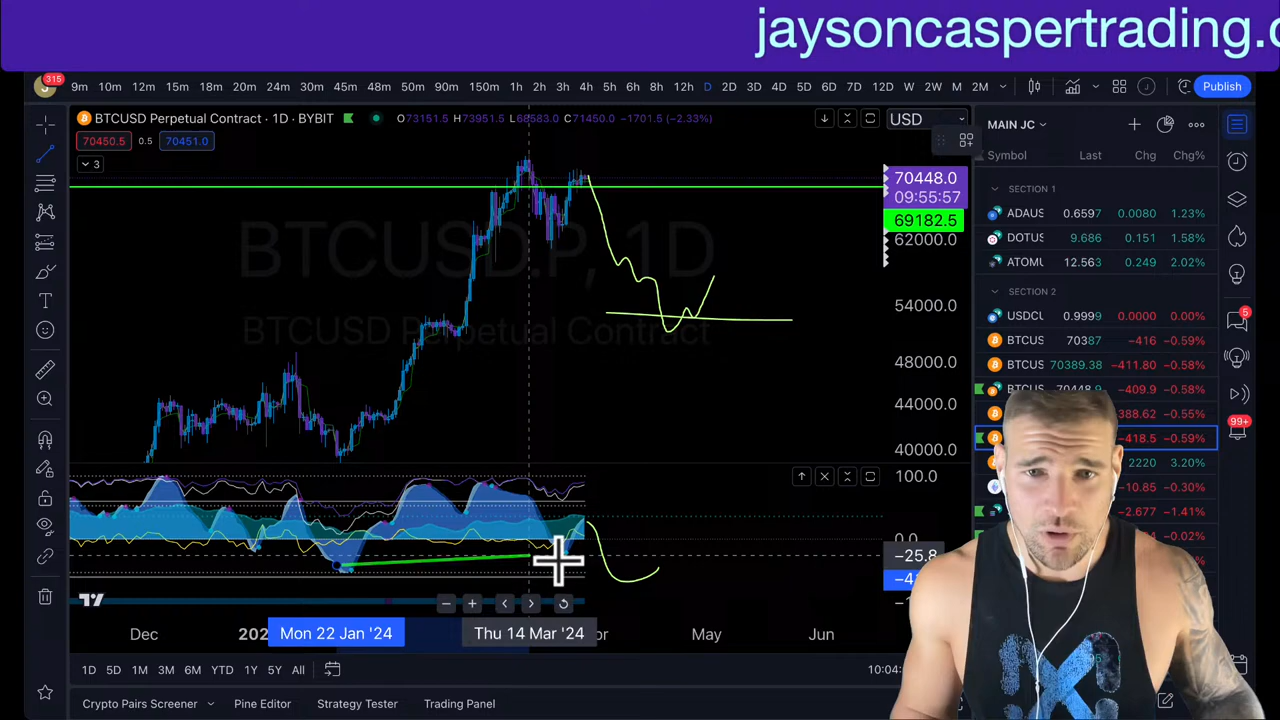 jaysoncaspertrading.c
315
9m 10m 12m 15m 18m 20m 24m 30m 45m 48m 50m 90m 150m 1h 2h 3h 4h 5h 6h 8h 12h D 2D 3D 4D 5D 6D 7D 12D W 2W M 2M
Publish
BTCUSD Perpetual Contract · 1D · BYBIT
O73151.5 H73951.5 L68583.0 C71450.0 −1701.5 (−2.33%)
USD
70450.5 0.5 70451.0
3
70448.0
09:55:57
69182.5
62000.0
54000.0
48000.0
44000.0
40000.0
BTCUSD.P, 1D
BTCUSD Perpetual Contract
100.0
0.0
−25.8
Dec
Mon 22 Jan '24
Thu 14 Mar '24
May
Jun
1D 5D 1M 3M 6M YTD 1Y 5Y All
Crypto Pairs Screener Pine Editor Strategy Tester Trading Panel
MAIN JC
Symbol Last Chg Chg%
SECTION 1
ADAUS 0.6597 0.0080 1.23%
DOTUS 9.686 0.151 1.58%
ATOMU 12.563 0.249 2.02%
SECTION 2
USDCU 0.9999 0.0000 0.00%
BTCUS 70387 −416 −0.59%
BTCUS 70389.38 −411.80 −0.58%
BTCUS 70448.9 −409.9 −0.58%
388.62 −0.55%
−418.5 −0.59%
2220 3.20%
−10.85 −0.30%
−2.677 −1.41%
5
99+